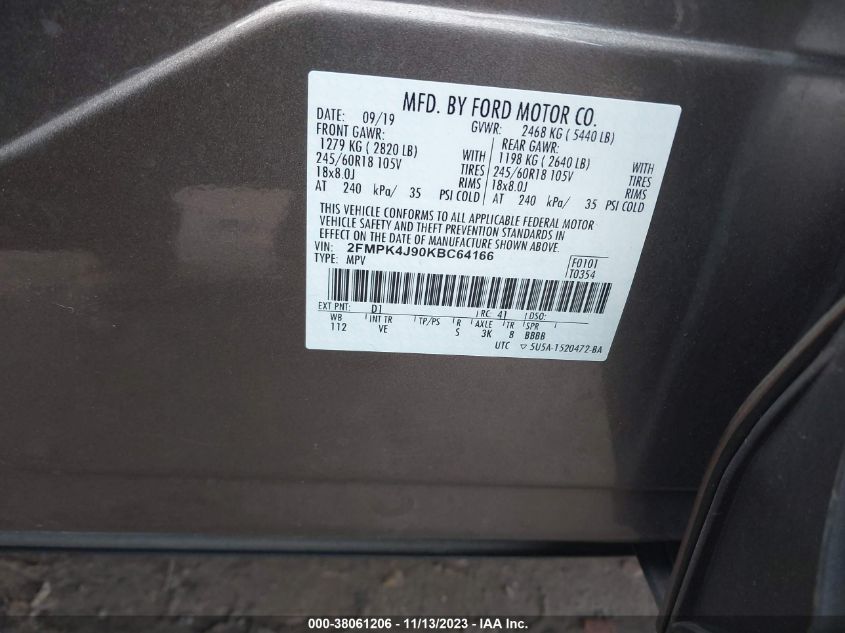 MFD. BY FORD MOTOR CO.
DATE: 09/19 GVWR: 2468 KG ( 5440 LB)
FRONT GAWR: REAR GAWR:
1279 KG ( 2820 LB) WITH 1198 KG ( 2640 LB) WITH
245/60R18 105V TIRES 245/60R18 105V TIRES
18x8.0J RIMS 18x8.0J RIMS
AT 240 kPa/ 35 PSI COLD AT 240 kPa/ 35 PSI COLD
THIS VEHICLE CONFORMS TO ALL APPLICABLE FEDERAL MOTOR
VEHICLE SAFETY AND THEFT PREVENTION STANDARDS IN
EFFECT ON THE DATE OF MANUFACTURE SHOWN ABOVE.
VIN: 2FMPK4J90KBC64166
TYPE: MPV F0101
T0354
EXT PNT: D1 RC: 41 DSO:
WB INT TR TP/PS R AXLE TR SPR
112 VE S 3K 8 BBBB
UTC ▽ 5U5A-1520472-BA
000-38061206 - 11/13/2023 - IAA Inc.